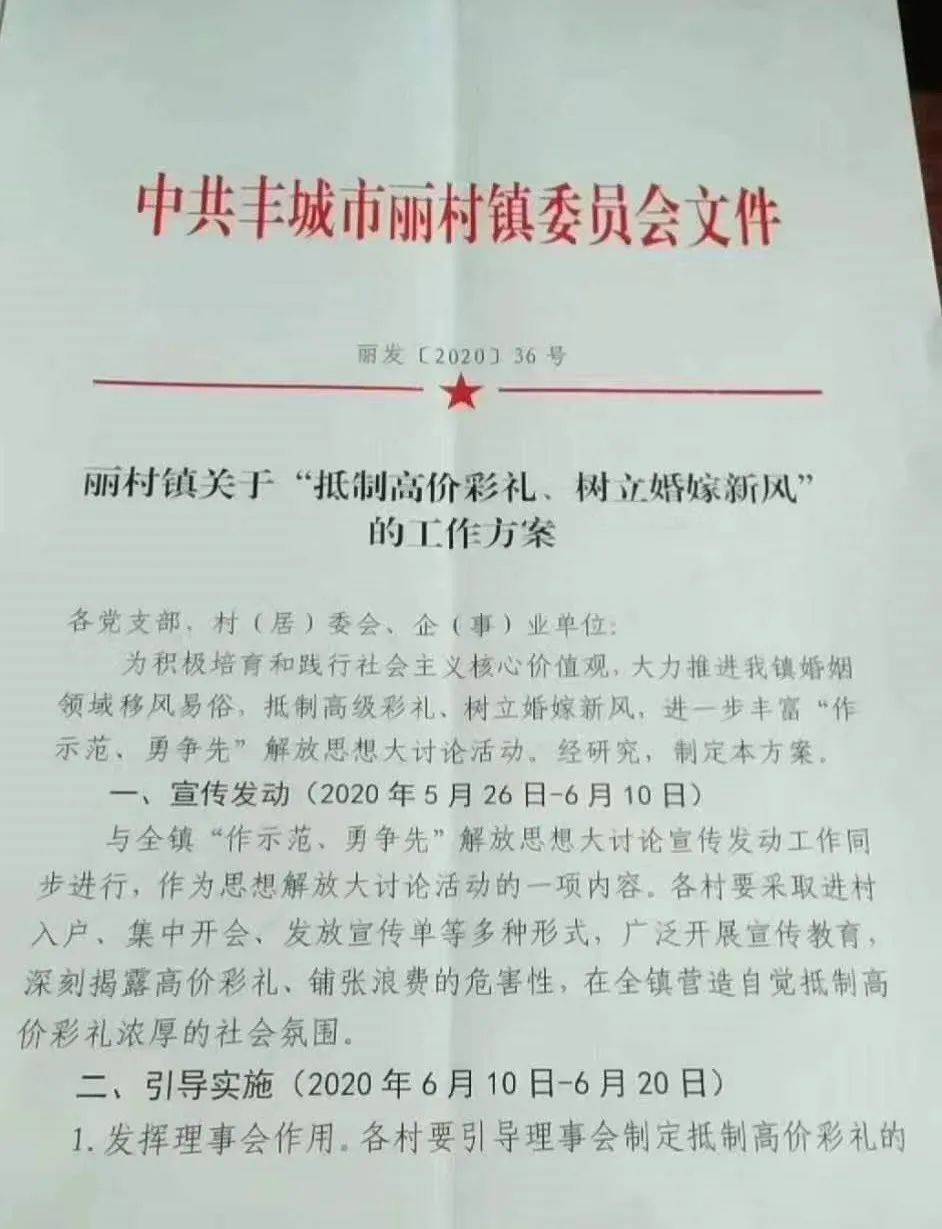 中共丰城市丽村镇委员会文件
丽发〔2020〕36号
丽村镇关于“抵制高价彩礼、树立婚嫁新风”
的工作方案
各党支部、村（居）委会、企（事）业单位：
为积极培育和践行社会主义核心价值观，大力推进我镇婚姻
领域移风易俗，抵制高级彩礼、树立婚嫁新风，进一步丰富“作
示范、勇争先”解放思想大讨论活动。经研究，制定本方案。
一、宣传发动（2020年5月26日-6月10日）
与全镇“作示范、勇争先”解放思想大讨论宣传发动工作同
步进行，作为思想解放大讨论活动的一项内容。各村要采取进村
入户、集中开会、发放宣传单等多种形式，广泛开展宣传教育，
深刻揭露高价彩礼、铺张浪费的危害性，在全镇营造自觉抵制高
价彩礼浓厚的社会氛围。
二、引导实施（2020年6月10日-6月20日）
1.发挥理事会作用。各村要引导理事会制定抵制高价彩礼的